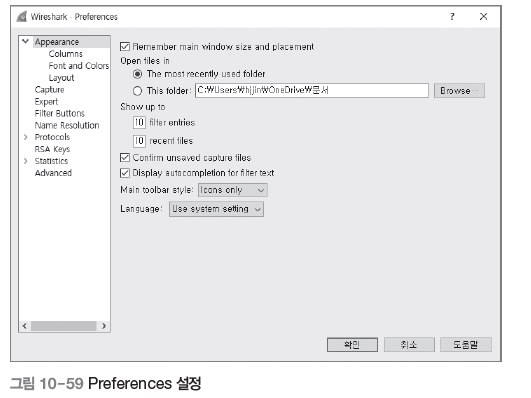 Wireshark · Preferences
Appearance
Columns
Font and Colors
Layout
Capture
Expert
Filter Buttons
Name Resolution
Protocols
RSA Keys
Statistics
Advanced
Remember main window size and placement
Open files in
The most recently used folder
This folder: C:₩Users₩hijin₩OneDrive₩문서 Browse…
Show up to
10 filter entries
10 recent files
Confirm unsaved capture files
Display autocompletion for filter text
Main toolbar style: Icons only
Language: Use system setting
확인 취소 도움말
그림 10-59 Preferences 설정